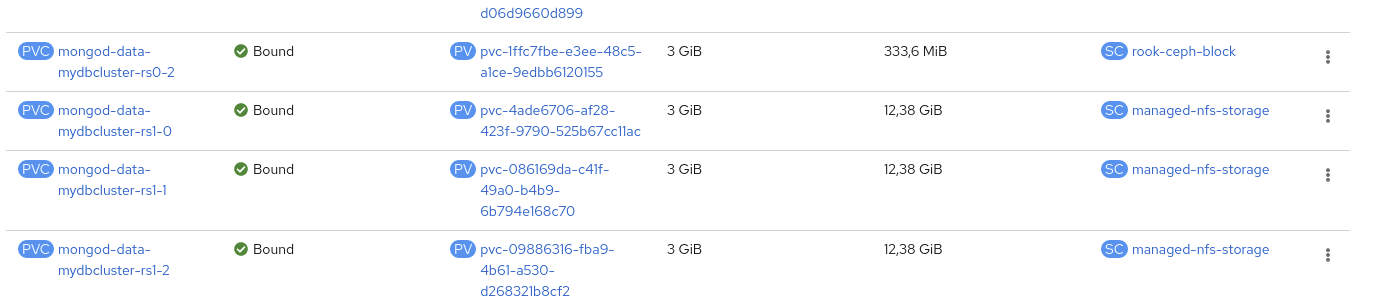 d06d9660d899
PVC mongod-data- Bound PV pvc-1ffc7fbe-e3ee-48c5- 3 GiB 333,6 MiB SC rook-ceph-block
mydbcluster-rs0-2 a1ce-9edbb6120155
PVC mongod-data- Bound PV pvc-4ade6706-af28- 3 GiB 12,38 GiB SC managed-nfs-storage
mydbcluster-rs1-0 423f-9790-525b67cc11ac
PVC mongod-data- Bound PV pvc-086169da-c41f- 3 GiB 12,38 GiB SC managed-nfs-storage
mydbcluster-rs1-1 49a0-b4b9-
6b794e168c70
PVC mongod-data- Bound PV pvc-09886316-fba9- 3 GiB 12,38 GiB SC managed-nfs-storage
mydbcluster-rs1-2 4b61-a530-
d268321b8cf2